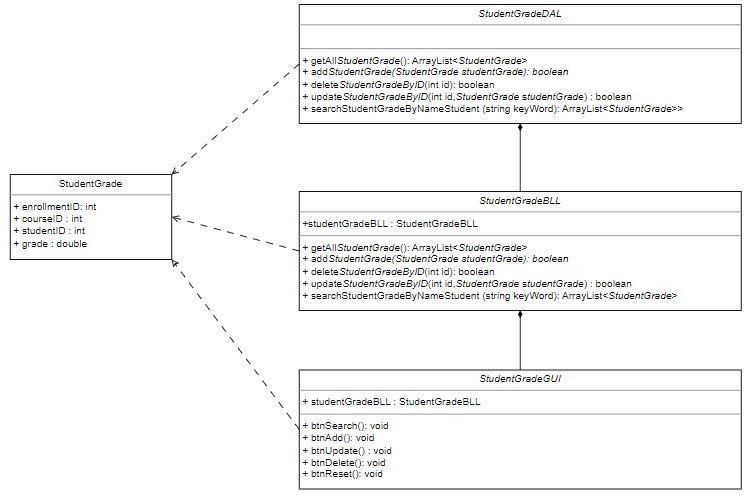 StudentGradeDAL
+ getAllStudentGrade(): ArrayList<StudentGrade>
+ addStudentGrade(StudentGrade studentGrade): boolean
+ deleteStudentGradeByID(int id): boolean
+ updateStudentGradeByID(int id,StudentGrade studentGrade) : boolean
+ searchStudentGradeByNameStudent (string keyWord): ArrayList<StudentGrade>>
StudentGrade
+ enrollmentID: int
+ courseID : int
+ studentID : int
+ grade : double
StudentGradeBLL
+studentGradeBLL : StudentGradeBLL
+ getAllStudentGrade(): ArrayList<StudentGrade>
+ addStudentGrade(StudentGrade studentGrade): boolean
+ deleteStudentGradeByID(int id): boolean
+ updateStudentGradeByID(int id,StudentGrade studentGrade) : boolean
+ searchStudentGradeByNameStudent (string keyWord): ArrayList<StudentGrade>
StudentGradeGUI
+ studentGradeBLL : StudentGradeBLL
+ btnSearch(): void
+ btnAdd(): void
+ btnUpdate() : void
+ btnDelete(): void
+ btnReset(): void